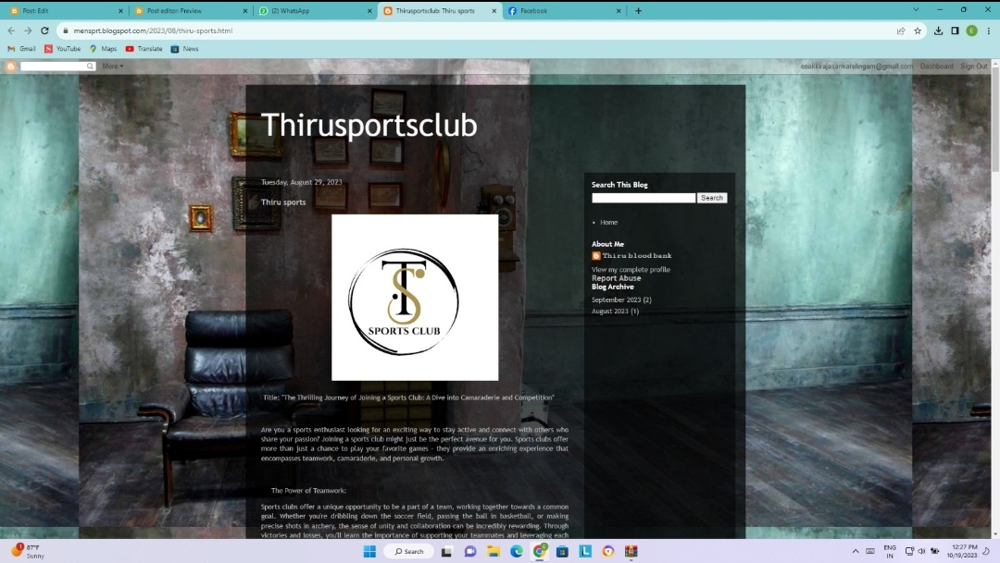 Post: Edit
Post editor: Preview
(2) WhatsApp
Thirusportsclub: Thiru sports
Facebook
mensprt.blogspot.com/2023/08/thiru-sports.html
E
Gmail
YouTube
Maps
Translate
News
More
esakkirajasankaralingam@gmail.com
Dashboard
Sign Out
Thirusportsclub
Tuesday, August 29, 2023
Thiru sports
TS
SPORTS CLUB
Title: "The Thrilling Journey of Joining a Sports Club: A Dive into Camaraderie and Competition"
Are you a sports enthusiast looking for an exciting way to stay active and connect with others who
share your passion? Joining a sports club might just be the perfect avenue for you. Sports clubs offer
more than just a chance to play your favorite games - they provide an enriching experience that
encompasses teamwork, camaraderie, and personal growth.
The Power of Teamwork:
Sports clubs offer a unique opportunity to be a part of a team, working together towards a common
goal. Whether you're dribbling down the soccer field, passing the ball in basketball, or making
precise shots in archery, the sense of unity and collaboration can be incredibly rewarding. Through
victories and losses, you'll learn the importance of supporting your teammates and leveraging each
Search This Blog
Search
Home
About Me
Thiru blood bank
View my complete profile
Report Abuse
Blog Archive
September 2023 (2)
August 2023 (1)
1
87°F
Sunny
Search
L
ENG
IN
12:27 PM
10/19/2023